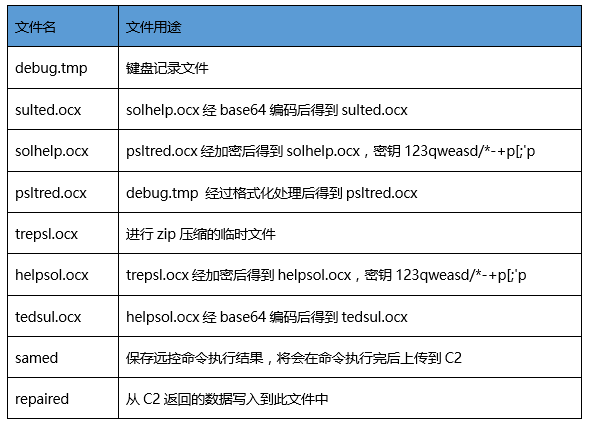 文件名 文件用途
debug.tmp 键盘记录文件
sulted.ocx solhelp.ocx 经 base64 编码后得到 sulted.ocx
solhelp.ocx psltred.ocx 经加密后得到 solhelp.ocx，密钥 123qweasd/*-+p[;'p
psltred.ocx debug.tmp 经过格式化处理后得到 psltred.ocx
trepsl.ocx 进行 zip 压缩的临时文件
helpsol.ocx trepsl.ocx 经加密后得到 helpsol.ocx，密钥 123qweasd/*-+p[;'p
tedsul.ocx helpsol.ocx 经 base64 编码后得到 tedsul.ocx
samed 保存远控命令执行结果，将会在命令执行完后上传到 C2
repaired 从 C2 返回的数据写入到此文件中